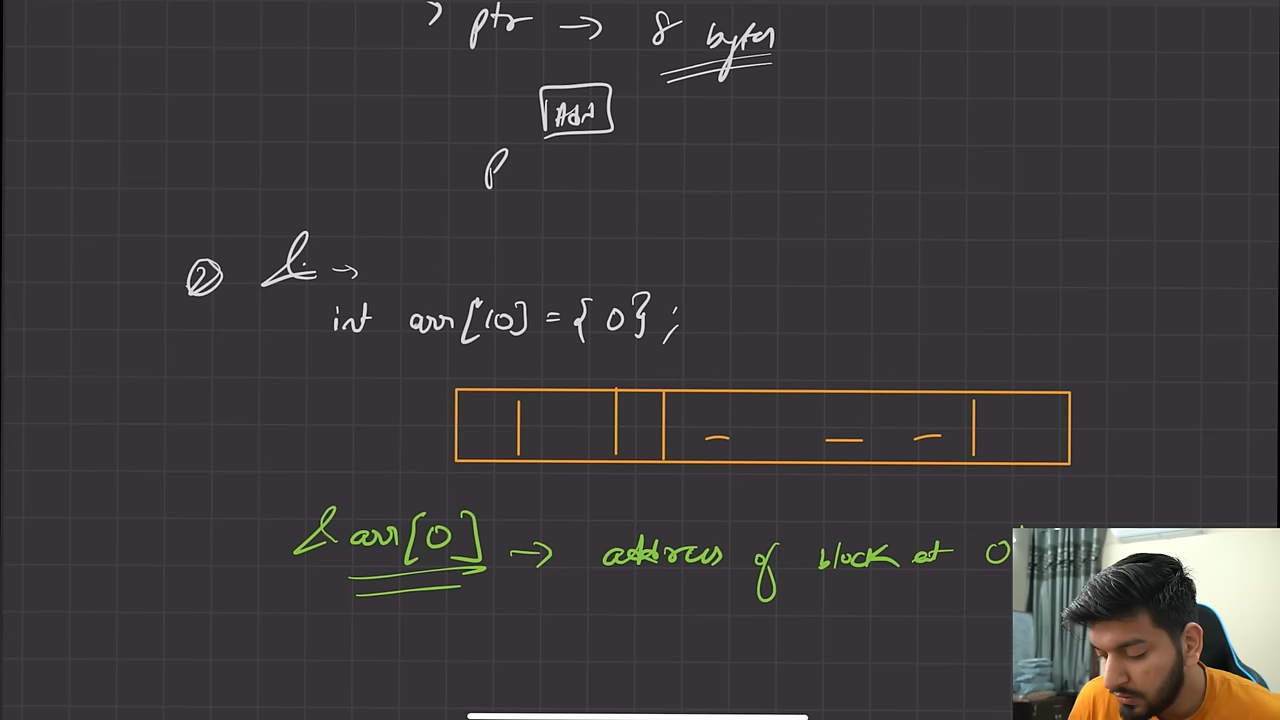 ptr → 8 bytes
Add
p
② & →
int arr[10] = { 0 } ;
& arr[0] → address of block at 0